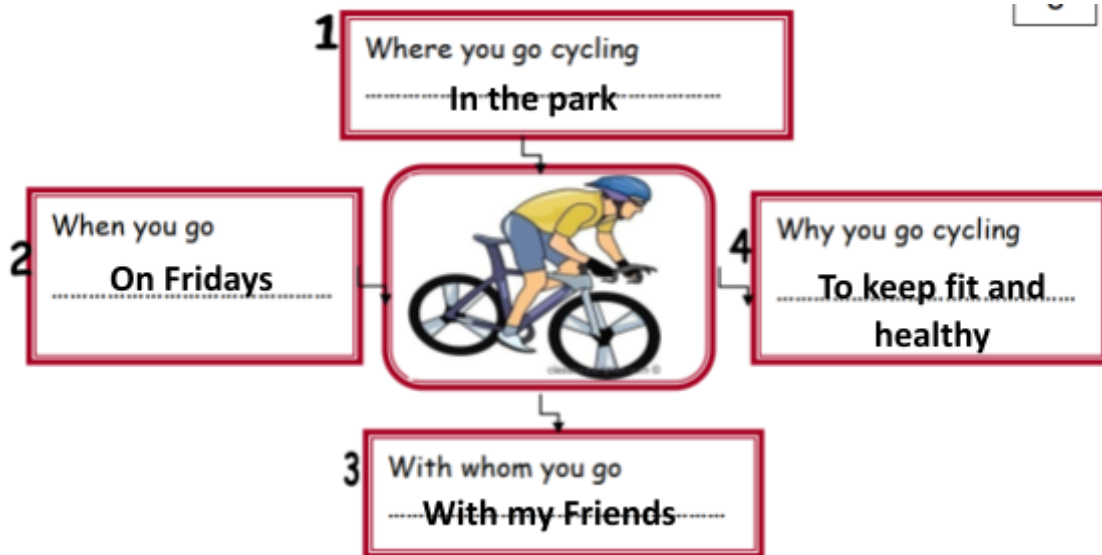 1
Where you go cycling
In the park
2
When you go
On Fridays
4
Why you go cycling
To keep fit and
healthy
3
With whom you go
With my Friends